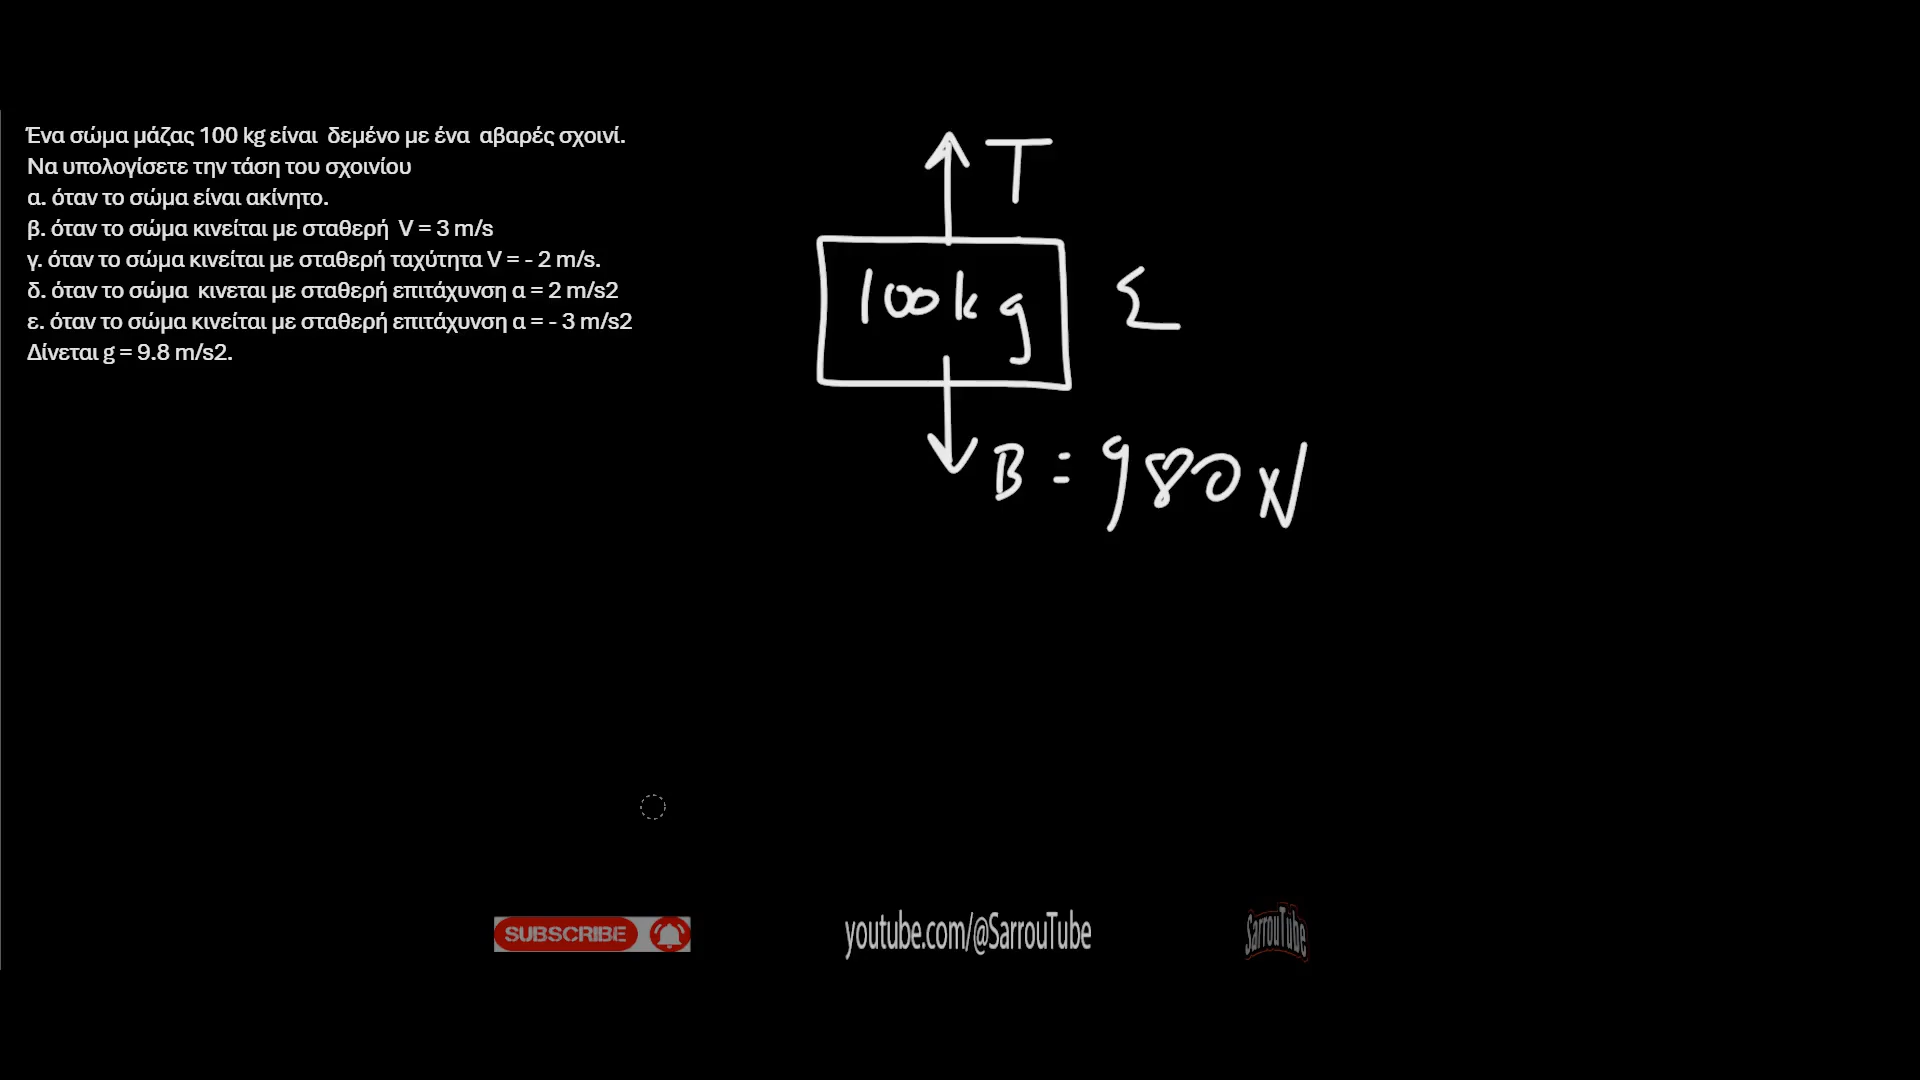 Ένα σώμα μάζας 100 kg είναι δεμένο με ένα αβαρές σχοινί.
Να υπολογίσετε την τάση του σχοινίου
α. όταν το σώμα είναι ακίνητο.
β. όταν το σώμα κινείται με σταθερή V = 3 m/s
γ. όταν το σώμα κινείται με σταθερή ταχύτητα V = - 2 m/s.
δ. όταν το σώμα κινεται με σταθερή επιτάχυνση α = 2 m/s2
ε. όταν το σώμα κινείται με σταθερή επιτάχυνση α = - 3 m/s2
Δίνεται g = 9.8 m/s2.
T
100kg
Σ
B = 980 N
SUBSCRIBE
youtube.com/@SarrouTube
SarrouTube